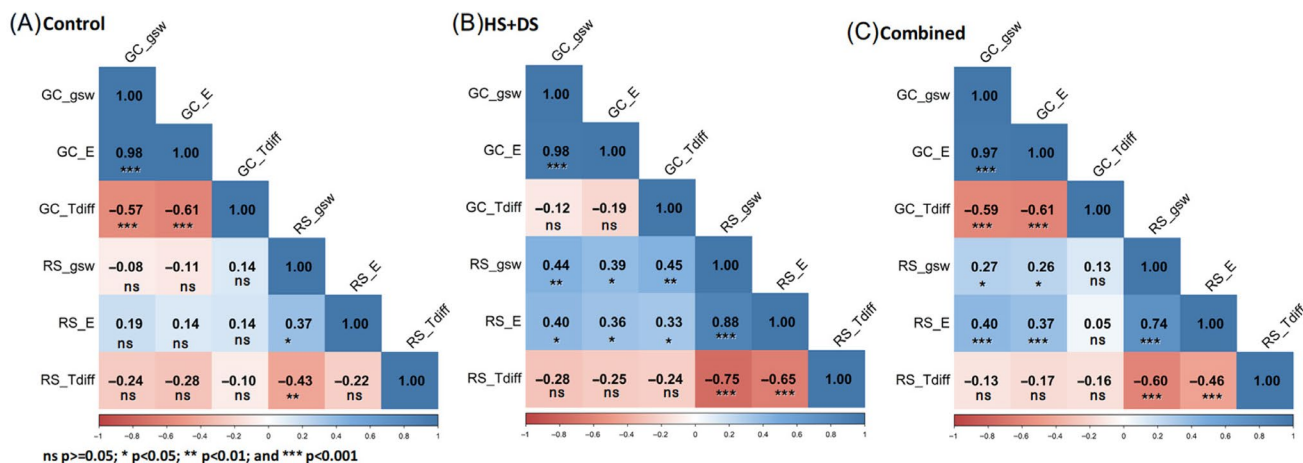 (A) Control
GC_gsw
GC_gsw 1.00
GC_E
GC_E 0.98 1.00
***
GC_Tdiff
GC_Tdiff −0.57 −0.61 1.00
*** ***
RS_gsw
RS_gsw −0.08 −0.11 0.14 1.00
ns ns ns
RS_E
RS_E 0.19 0.14 0.14 0.37 1.00
ns ns ns *
RS_Tdiff
RS_Tdiff −0.24 −0.28 −0.10 −0.43 −0.22 1.00
ns ns ns ** ns
−1 −0.8 −0.6 −0.4 −0.2 0 0.2 0.4 0.6 0.8 1
ns p>=0.05; * p<0.05; ** p<0.01; and *** p<0.001
(B) HS+DS
GC_gsw
GC_gsw 1.00
GC_E
GC_E 0.98 1.00
***
GC_Tdiff
GC_Tdiff −0.12 −0.19 1.00
ns ns
RS_gsw
RS_gsw 0.44 0.39 0.45 1.00
** * **
RS_E
RS_E 0.40 0.36 0.33 0.88 1.00
* * * ***
RS_Tdiff
RS_Tdiff −0.28 −0.25 −0.24 −0.75 −0.65 1.00
ns ns ns *** ***
−1 −0.8 −0.6 −0.4 −0.2 0 0.2 0.4 0.6 0.8 1
(C) Combined
GC_gsw
GC_gsw 1.00
GC_E
GC_E 0.97 1.00
***
GC_Tdiff
GC_Tdiff −0.59 −0.61 1.00
*** ***
RS_gsw
RS_gsw 0.27 0.26 0.13 1.00
* * ns
RS_E
RS_E 0.40 0.37 0.05 0.74 1.00
*** *** ns ***
RS_Tdiff
RS_Tdiff −0.13 −0.17 −0.16 −0.60 −0.46 1.00
ns ns ns *** ***
−1 −0.8 −0.6 −0.4 −0.2 0 0.2 0.4 0.6 0.8 1